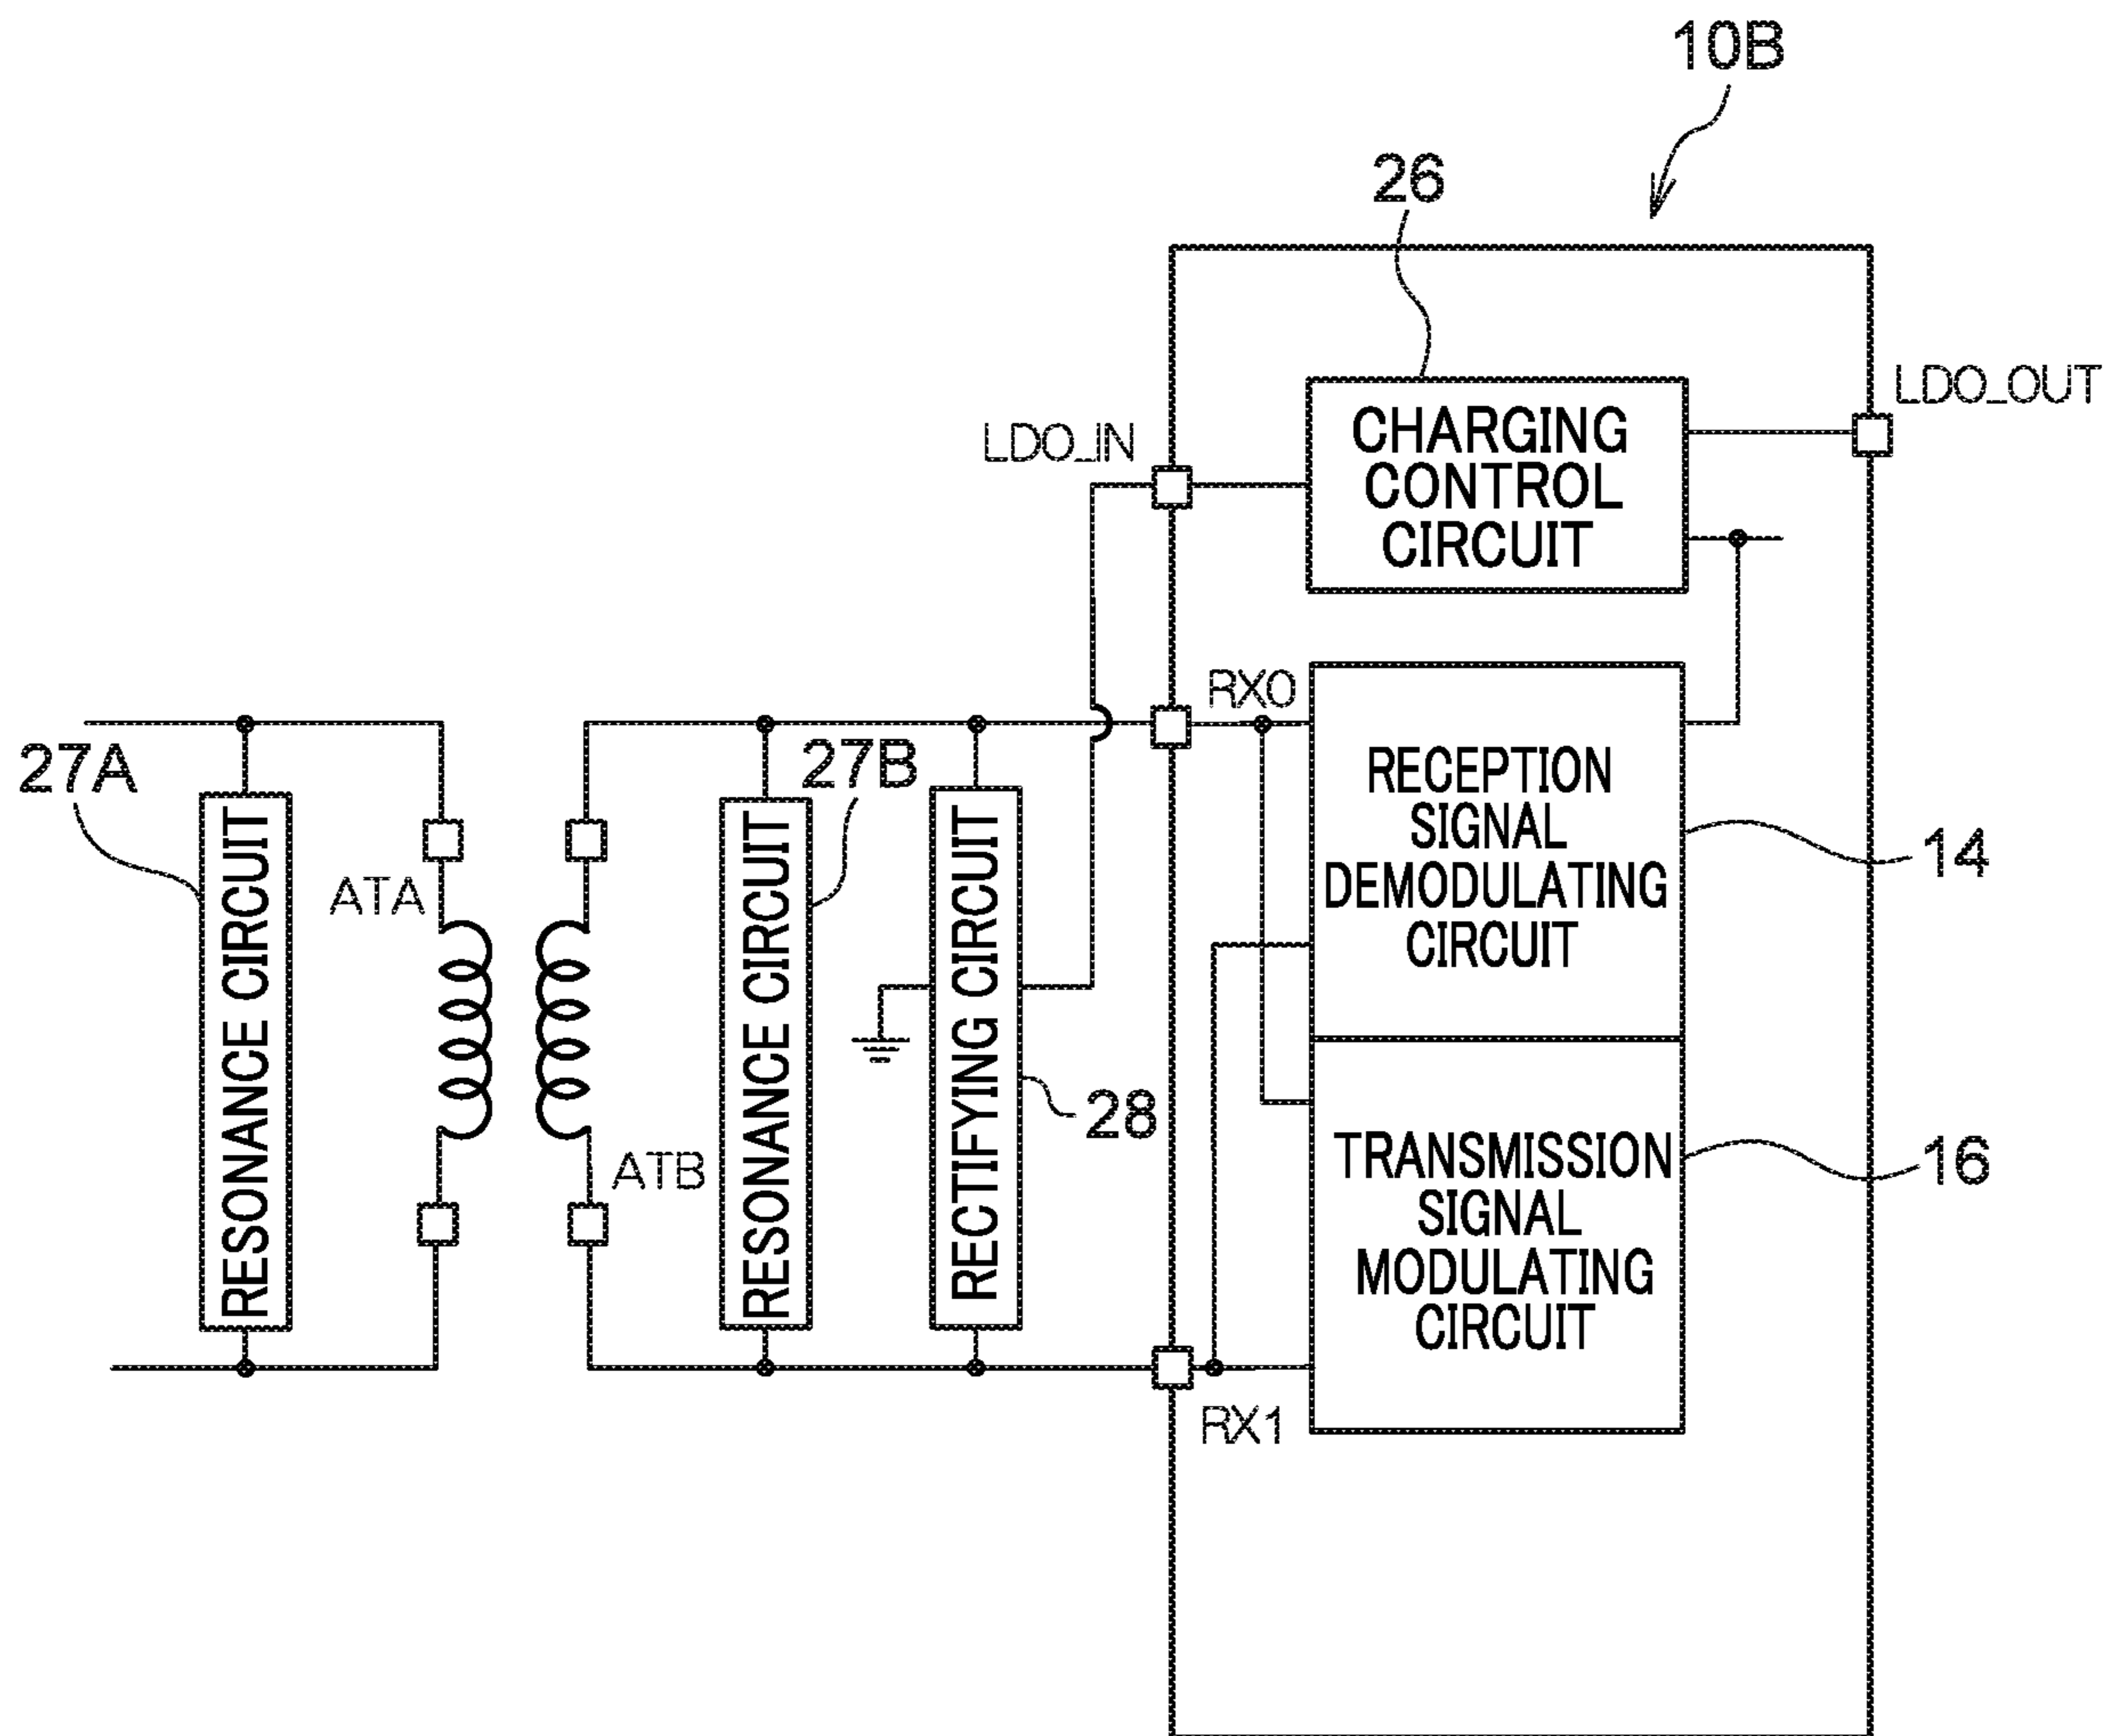 10B
26
LDO_IN
CHARGING
CONTROL
CIRCUIT
LDO_OUT
27A
RESONANCE CIRCUIT
ATA
ATB
27B
RESONANCE CIRCUIT
RECTIFYING CIRCUIT
28
RX0
RECEPTION
SIGNAL
DEMODULATING
CIRCUIT
14
TRANSMISSION
SIGNAL
MODULATING
CIRCUIT
16
RX1